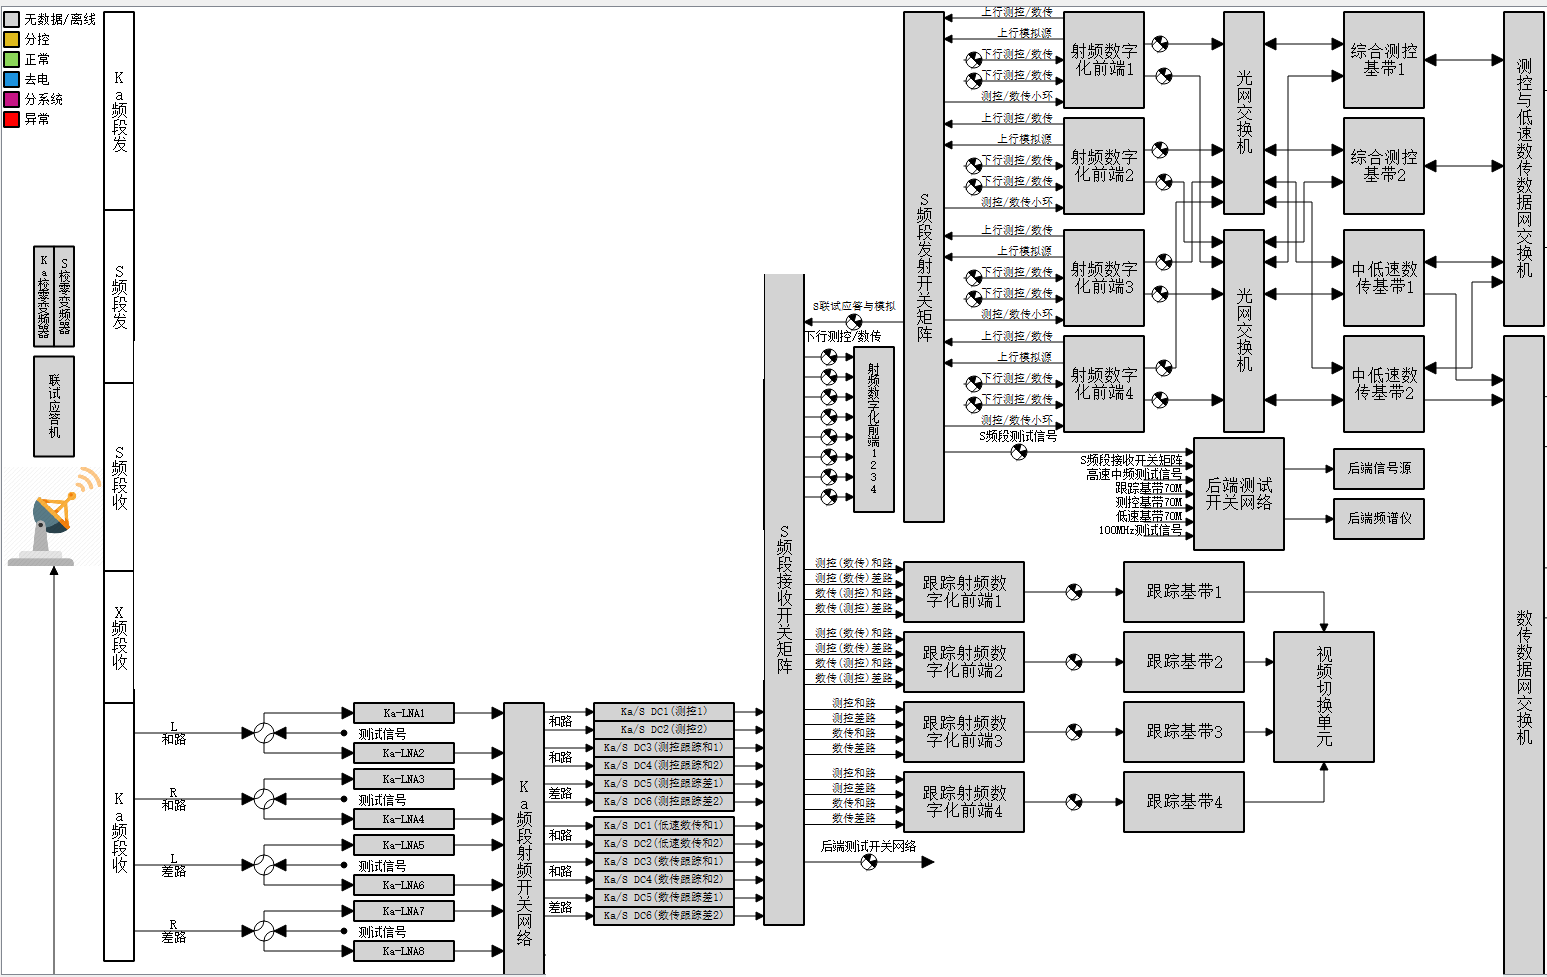 无数据/离线
分控
正常
去电
分系统
异常
Ka频段发
S频段发
S频段收
X频段收
Ka频段收
Ka检零变频器
S检零变频器
联试应答机
L
和路
R
和路
L
差路
R
差路
Ka-LNA1
测试信号
Ka-LNA2
Ka-LNA3
测试信号
Ka-LNA4
Ka-LNA5
测试信号
Ka-LNA6
Ka-LNA7
测试信号
Ka-LNA8
Ka频段射频开关网络
和路
和路
差路
和路
和路
差路
Ka/S DC1(测控1)
Ka/S DC2(测控2)
Ka/S DC3(测控跟踪和1)
Ka/S DC4(测控跟踪和2)
Ka/S DC5(测控跟踪差1)
Ka/S DC6(测控跟踪差2)
Ka/S DC1(低速数传和1)
Ka/S DC2(低速数传和2)
Ka/S DC3(数传跟踪和1)
Ka/S DC4(数传跟踪和2)
Ka/S DC5(数传跟踪差1)
Ka/S DC6(数传跟踪差2)
S频段接收开关矩阵
S联试应答与模拟
下行测控/数传
射频数字化前端1234
S频段发射开关矩阵
上行测控/数传
上行模拟源
下行测控/数传
下行测控/数传
测控/数传小环
上行测控/数传
上行模拟源
下行测控/数传
下行测控/数传
测控/数传小环
上行测控/数传
上行模拟源
下行测控/数传
下行测控/数传
测控/数传小环
上行测控/数传
上行模拟源
下行测控/数传
下行测控/数传
测控/数传小环
射频数字
化前端1
射频数字
化前端2
射频数字
化前端3
射频数字
化前端4
光网交换机
光网交换机
综合测控
基带1
综合测控
基带2
中低速数
传基带1
中低速数
传基带2
测控与低速数传数据网交换机
数传数据网交换机
S频段测试信号
S频段接收开关矩阵
高速中频测试信号
跟踪基带70M
测控基带70M
低速基带70M
100MHz测试信号
后端测试
开关网络
后端信号源
后端频谱仪
测控(数传)和路
测控(数传)差路
数传(测控)和路
数传(测控)差路
测控(数传)和路
测控(数传)差路
数传(测控)和路
数传(测控)差路
测控和路
测控差路
数传和路
数传差路
测控和路
测控差路
数传和路
数传差路
后端测试开关网络
跟踪射频数
字化前端1
跟踪射频数
字化前端2
跟踪射频数
字化前端3
跟踪射频数
字化前端4
跟踪基带1
跟踪基带2
跟踪基带3
跟踪基带4
视频切换单元